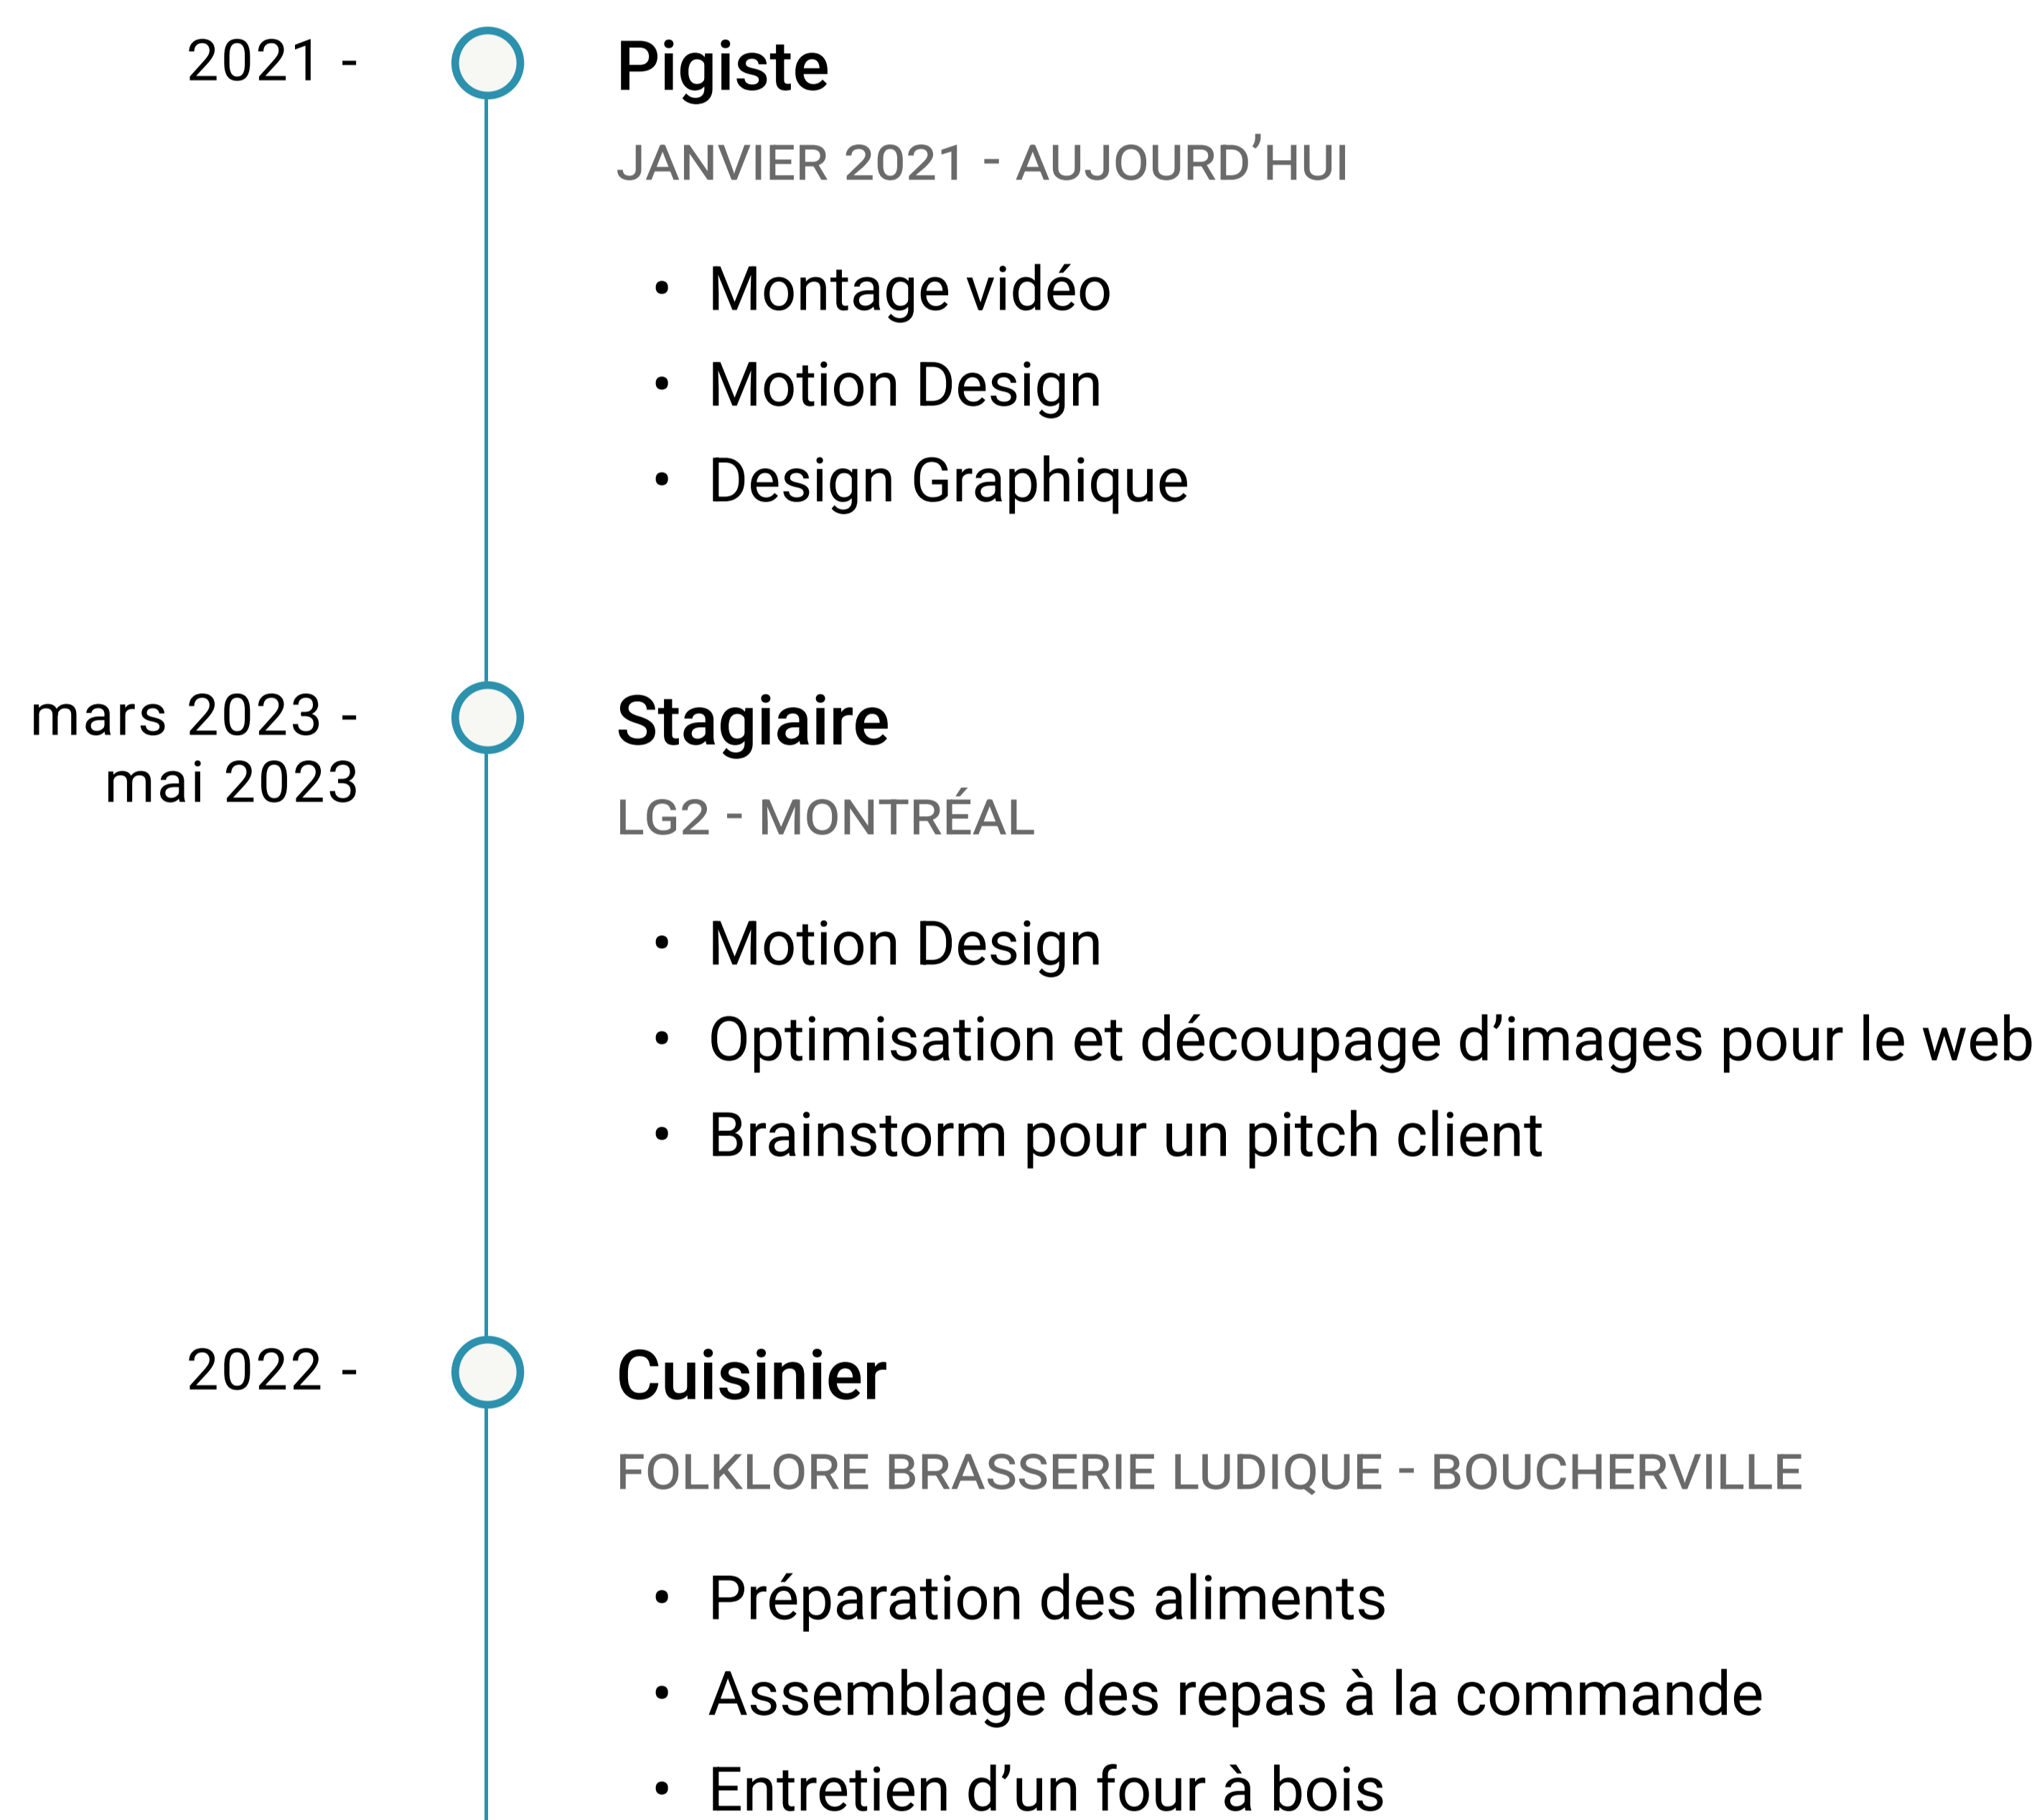 2021 -
Pigiste
JANVIER 2021 - AUJOURD’HUI
• Montage vidéo
• Motion Design
• Design Graphique
mars 2023 -
mai 2023
Stagiaire
LG2 - MONTRÉAL
• Motion Design
• Optimisation et découpage d’images pour le web
• Brainstorm pour un pitch client
2022 -
Cuisinier
FOLKLORE BRASSERIE LUDIQUE - BOUCHERVILLE
• Préparation des aliments
• Assemblage des repas à la commande
• Entretien d’un four à bois